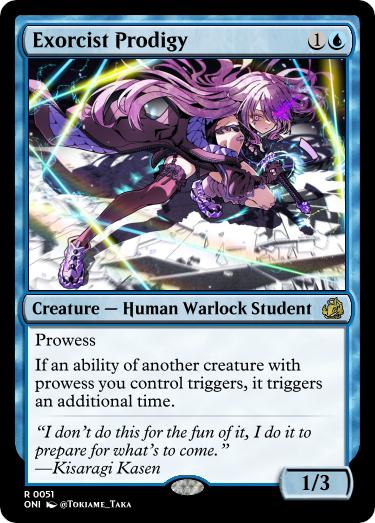 Exorcist Prodigy 1
Creature — Human Warlock Student
Prowess
If an ability of another creature with
prowess you control triggers, it triggers
an additional time.
“I don’t do this for the fun of it, I do it to
prepare for what’s to come.”
—Kisaragi Kasen
1/3
R 0051
ONI @Tokiame_Taka